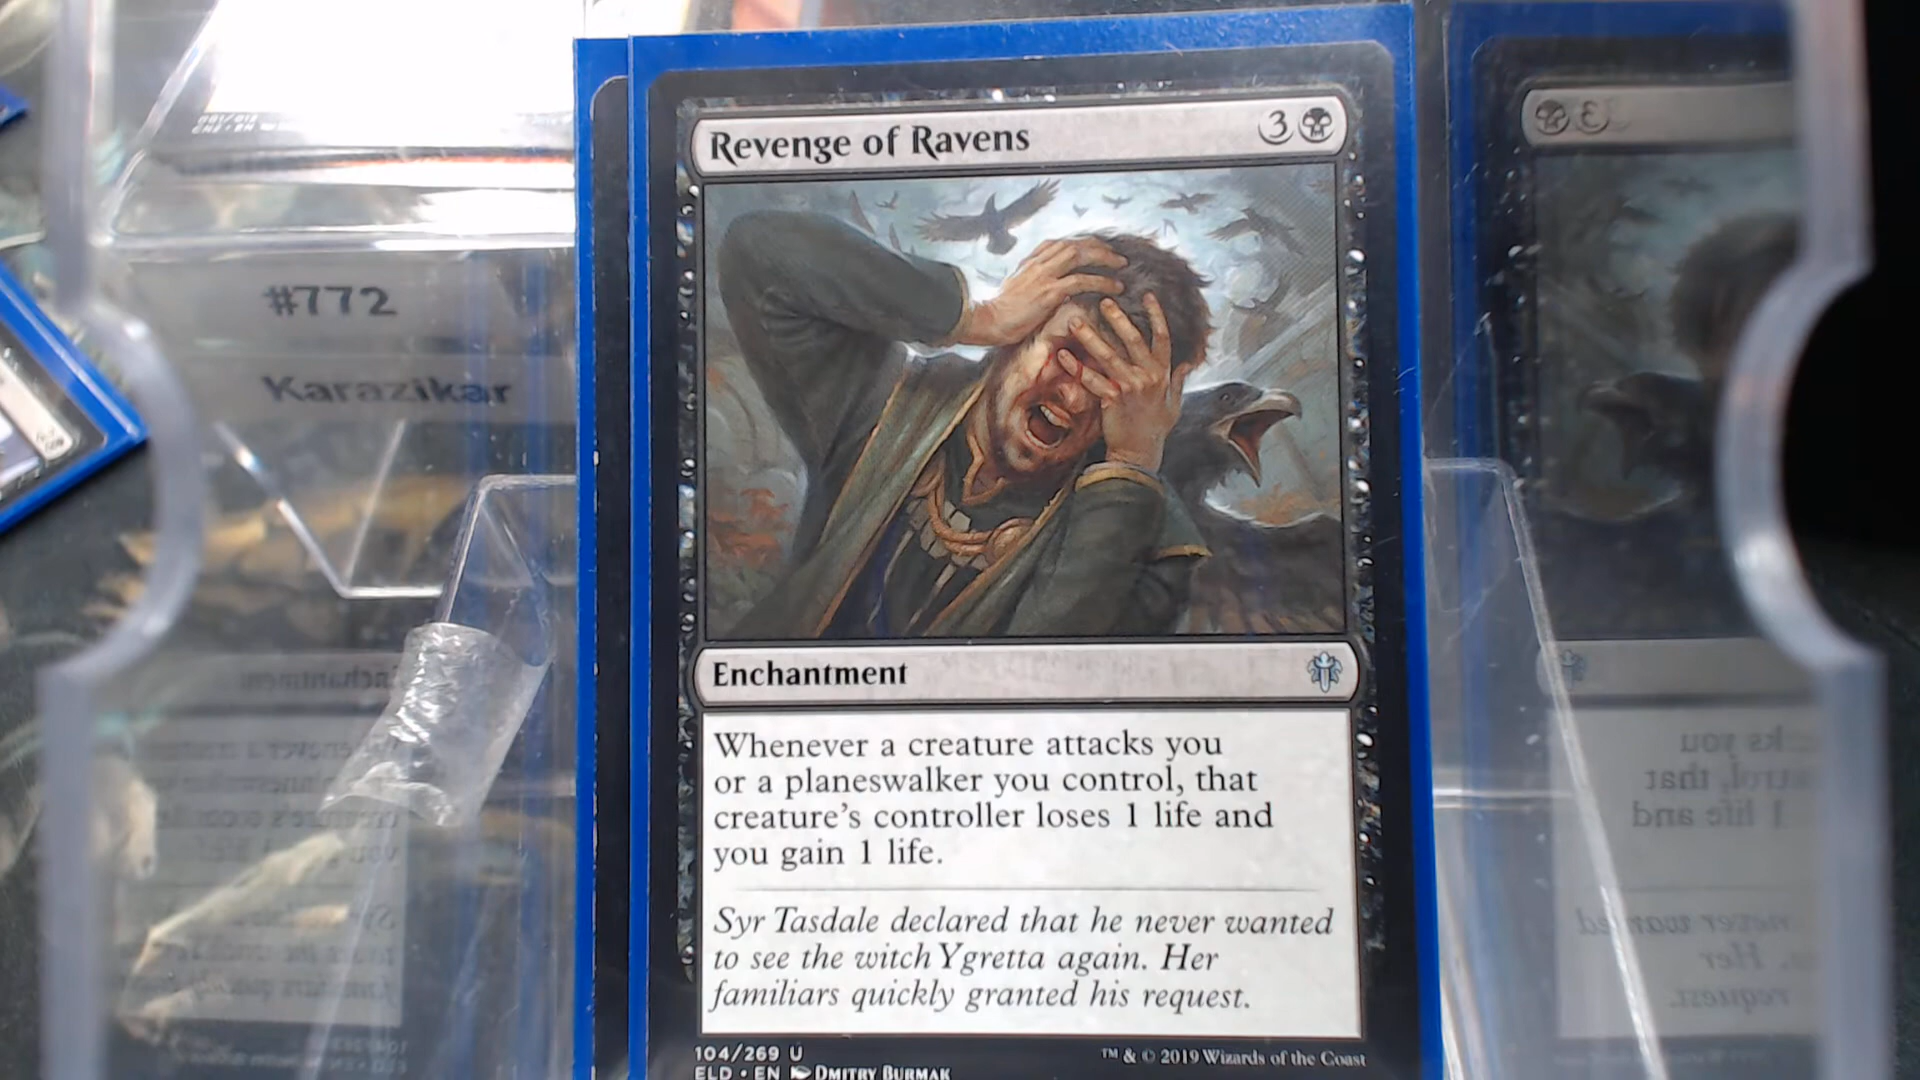 Revenge of Ravens 3
#772
Karazikar
Enchantment
Whenever a creature attacks you
or a planeswalker you control, that
creature's controller loses 1 life and
you gain 1 life.
Syr Tasdale declared that he never wanted
to see the witch Ygretta again. Her
familiars quickly granted his request.
104/269 U
ELD • EN DMITRY BURMAK
™ & © 2019 Wizards of the Coast